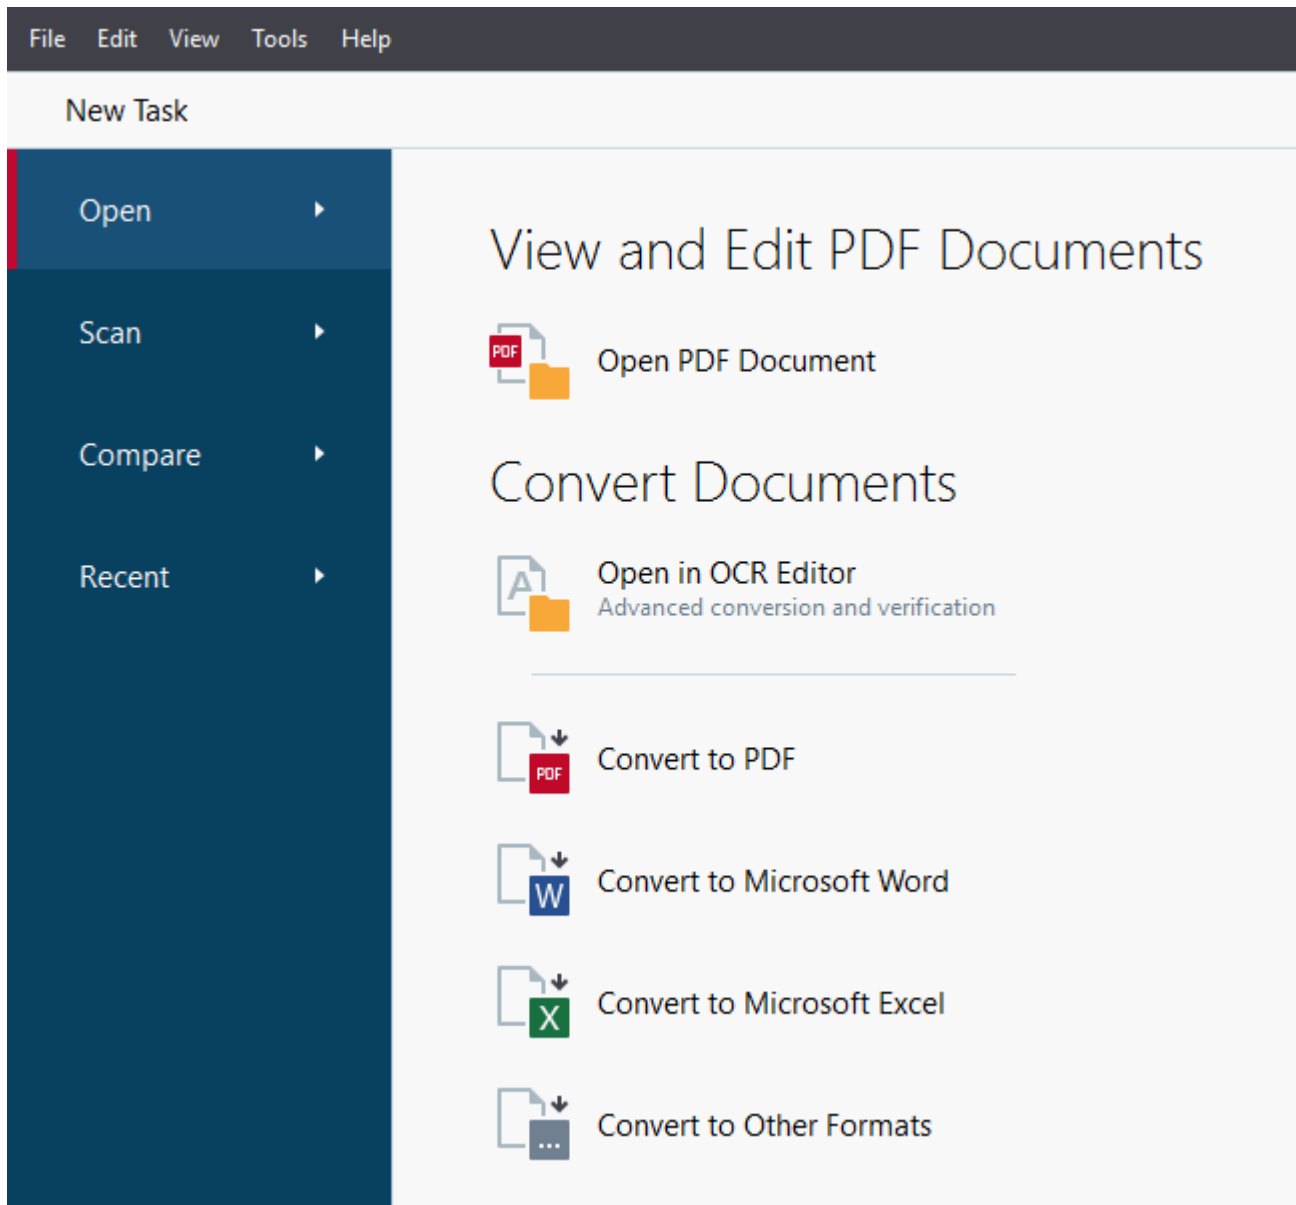 File Edit View Tools Help
New Task
Open
Scan
Compare
Recent
View and Edit PDF Documents
PDF
Open PDF Document
Convert Documents
A
Open in OCR Editor
Advanced conversion and verification
PDF
Convert to PDF
W
Convert to Microsoft Word
X
Convert to Microsoft Excel
...
Convert to Other Formats